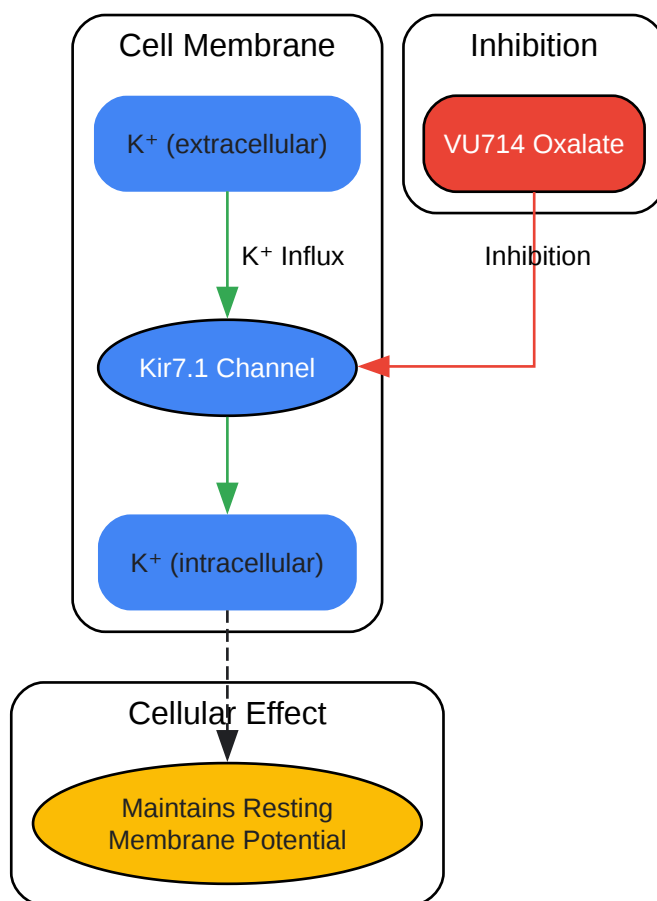 Cell Membrane
Inhibition
K⁺ (extracellular)
VU714 Oxalate
K⁺ Influx
Inhibition
Kir7.1 Channel
K⁺ (intracellular)
Cellular Effect
Maintains Resting
Membrane Potential